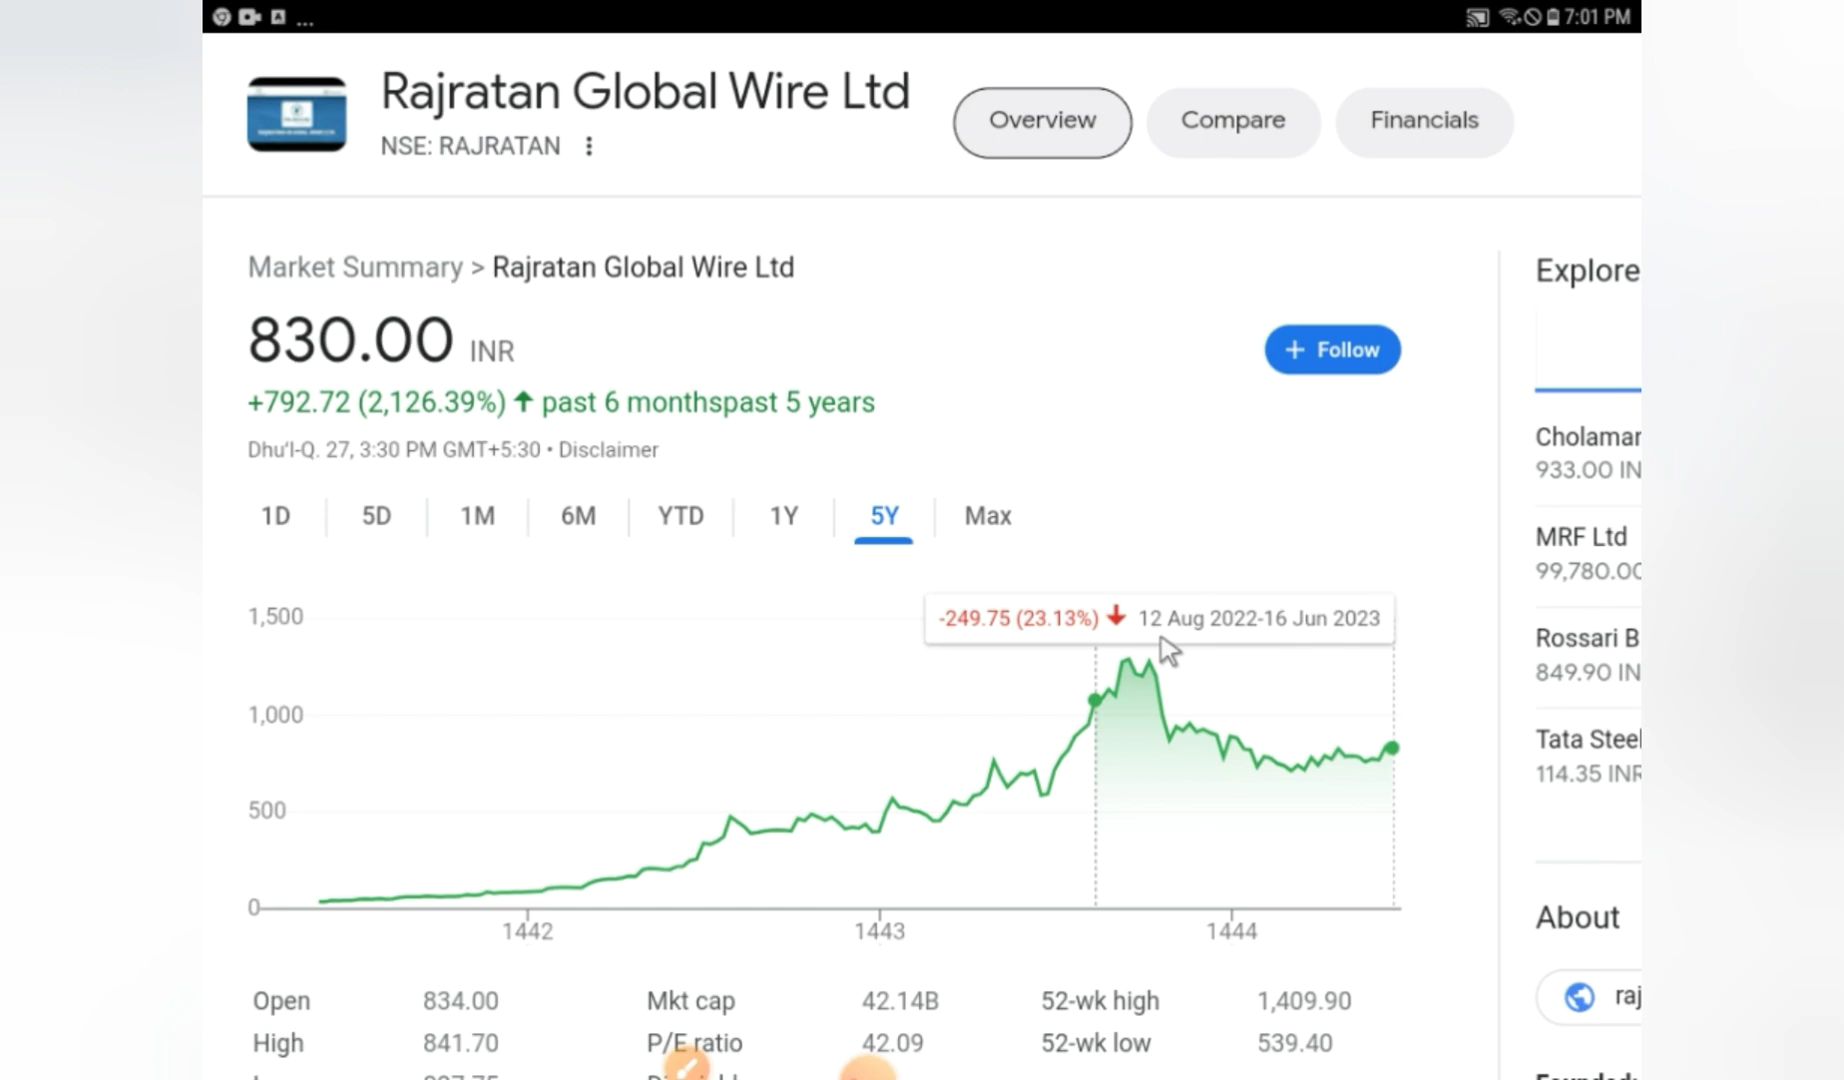 ...
7:01 PM
Rajratan Global Wire Ltd
NSE: RAJRATAN
Overview
Compare
Financials
Market Summary > Rajratan Global Wire Ltd
830.00 INR
+ Follow
+792.72 (2,126.39%) ↑ past 6 monthspast 5 years
Dhuʻl-Q. 27, 3:30 PM GMT+5:30 • Disclaimer
1D 5D 1M 6M YTD 1Y 5Y Max
-249.75 (23.13%) ↓ 12 Aug 2022-16 Jun 2023
1,500
1,000
500
0
1442 1443 1444
Open 834.00 Mkt cap 42.14B 52-wk high 1,409.90
High 841.70 P/E ratio 42.09 52-wk low 539.40
Explore
Cholamar
933.00 IN
MRF Ltd
99,780.00
Rossari B
849.90 IN
Tata Steel
114.35 INR
About
raj